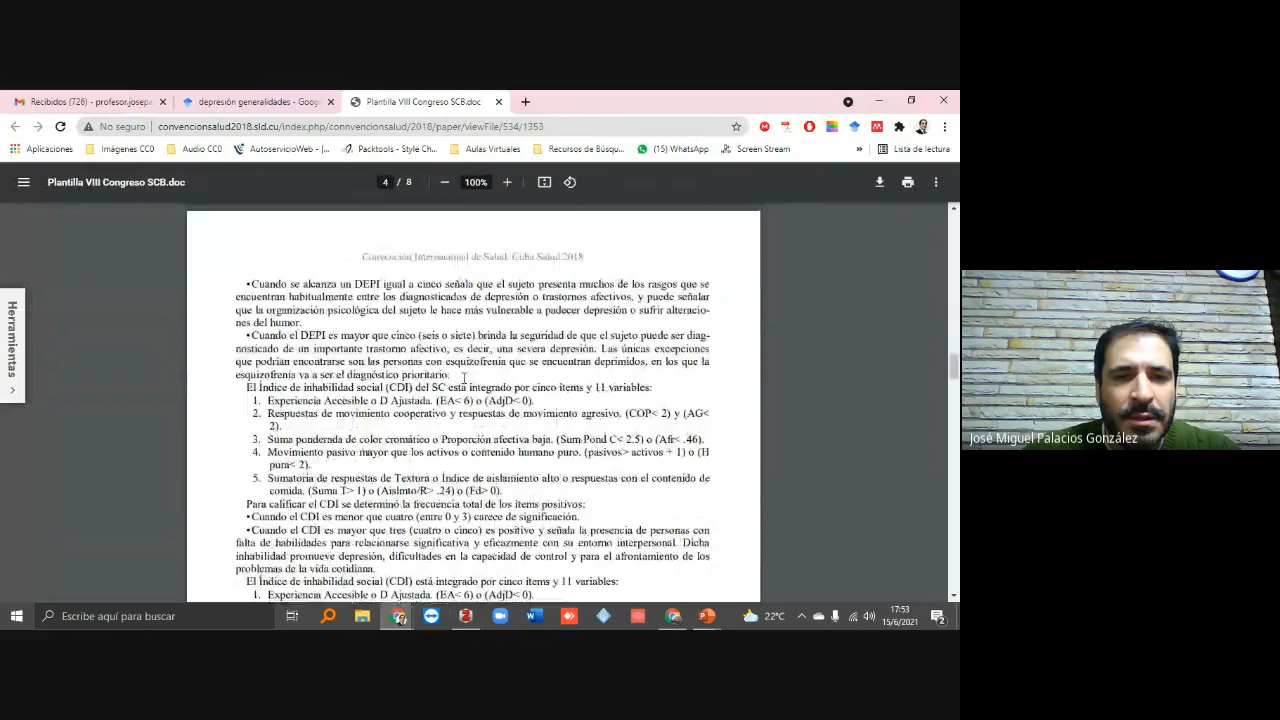 Recibidos (726) - profesor.josepa
depresión generalidades - Goog
Plantilla VIII Congreso SCB.doc
No seguro
convencionsalud2018.sld.cu/index.php/connvencionsalud/2018/paper/viewFile/534/1353
Aplicaciones
Imágenes CC0
Audio CC0
AutoservicioWeb - (...
Packtools - Style Ch...
Aulas Virtuales
Recursos de Búsqu...
(15) WhatsApp
Screen Stream
»
Lista de lectura
Plantilla VIII Congreso SCB.doc
4 / 8
100%
Herramientas
Convención Internacional de Salud, Cuba Salud 2018
•Cuando se alcanza un DEPI igual a cinco señala que el sujeto presenta muchos de los rasgos que se
encuentran habitualmente entre los diagnosticados de depresión o trastornos afectivos, y puede señalar
que la organización psicológica del sujeto le hace más vulnerable a padecer depresión o sufrir alteracio-
nes del humor.
•Cuando el DEPI es mayor que cinco (seis o siete) brinda la seguridad de que el sujeto puede ser diag-
nosticado de un importante trastorno afectivo, es decir, una severa depresión. Las únicas excepciones
que podrían encontrarse son las personas con esquizofrenia que se encuentran deprimidos, en los que la
esquizofrenia va a ser el diagnóstico prioritario.
El Índice de inhabilidad social (CDI) del SC está integrado por cinco items y 11 variables:
1. Experiencia Accesible o D Ajustada. (EA< 6) o (AdjD< 0).
2. Respuestas de movimiento cooperativo y respuestas de movimiento agresivo. (COP< 2) y (AG<
2).
3. Suma ponderada de color cromático o Proporción afectiva baja. (Sum Pond C< 2.5) o (Afr< .46).
4. Movimiento pasivo mayor que los activos o contenido humano puro. (pasivos> activos + 1) o (H
pura< 2).
5. Sumatoria de respuestas de Textura o Índice de aislamiento alto o respuestas con el contenido de
comida. (Suma T> 1) o (Aislmto/R> .24) o (Fd> 0).
Para calificar el CDI se determinó la frecuencia total de los items positivos:
•Cuando el CDI es menor que cuatro (entre 0 y 3) carece de significación.
•Cuando el CDI es mayor que tres (cuatro o cinco) es positivo y señala la presencia de personas con
falta de habilidades para relacionarse significativa y eficazmente con su entorno interpersonal. Dicha
inhabilidad promueve depresión, dificultades en la capacidad de control y para el afrontamiento de los
problemas de la vida cotidiana.
El Índice de inhabilidad social (CDI) está integrado por cinco items y 11 variables:
1. Experiencia Accesible o D Ajustada. (EA< 6) o (AdjD< 0).
José Miguel Palacios González
Escribe aquí para buscar
22°C
17:53
15/6/2021
2